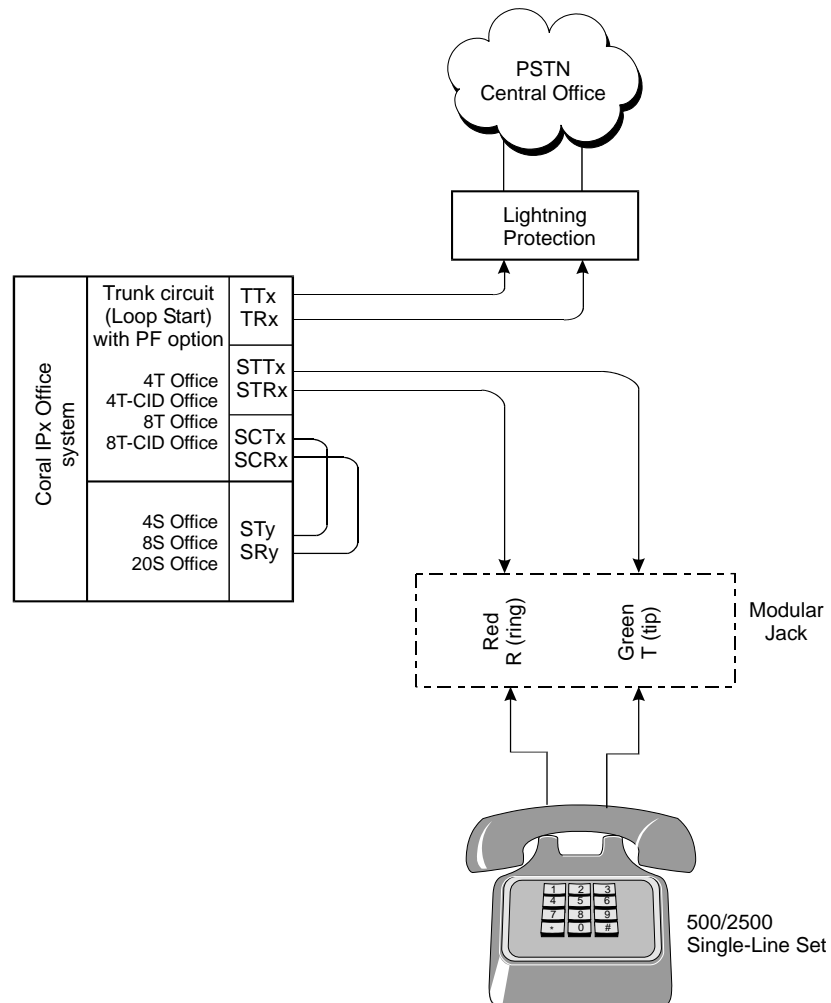 PSTN
Central Office
Lightning
Protection
Coral IPx Office
system
Trunk circuit
(Loop Start)
with PF option
4T Office
4T-CID Office
8T Office
8T-CID Office
TTx
TRx
STTx
STRx
SCTx
SCRx
4S Office
8S Office
20S Office
STy
SRy
Red
R (ring)
Green
T (tip)
Modular
Jack
1 2 3
4 5 6
7 8 9
* 0 #
500/2500
Single-Line Set